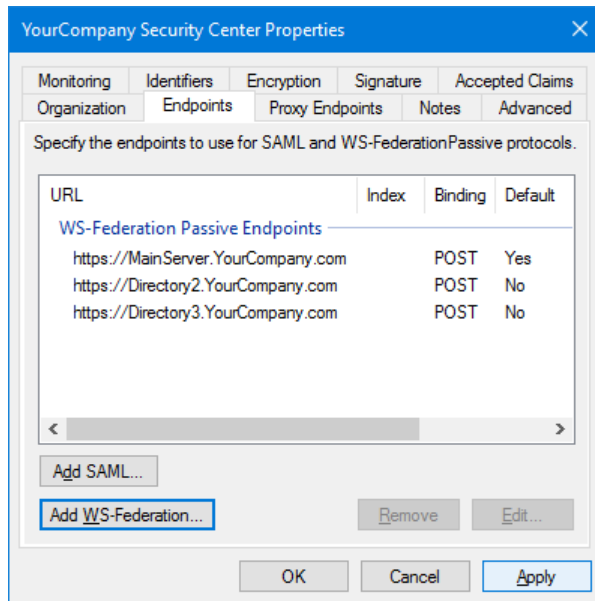 YourCompany Security Center Properties
Monitoring Identifiers Encryption Signature Accepted Claims
Organization Endpoints Proxy Endpoints Notes Advanced
Specify the endpoints to use for SAML and WS-FederationPassive protocols.
URL Index Binding Default
WS-Federation Passive Endpoints
https://MainServer.YourCompany.com POST Yes
https://Directory2.YourCompany.com POST No
https://Directory3.YourCompany.com POST No
Add SAML...
Add WS-Federation... Remove Edit...
OK Cancel Apply